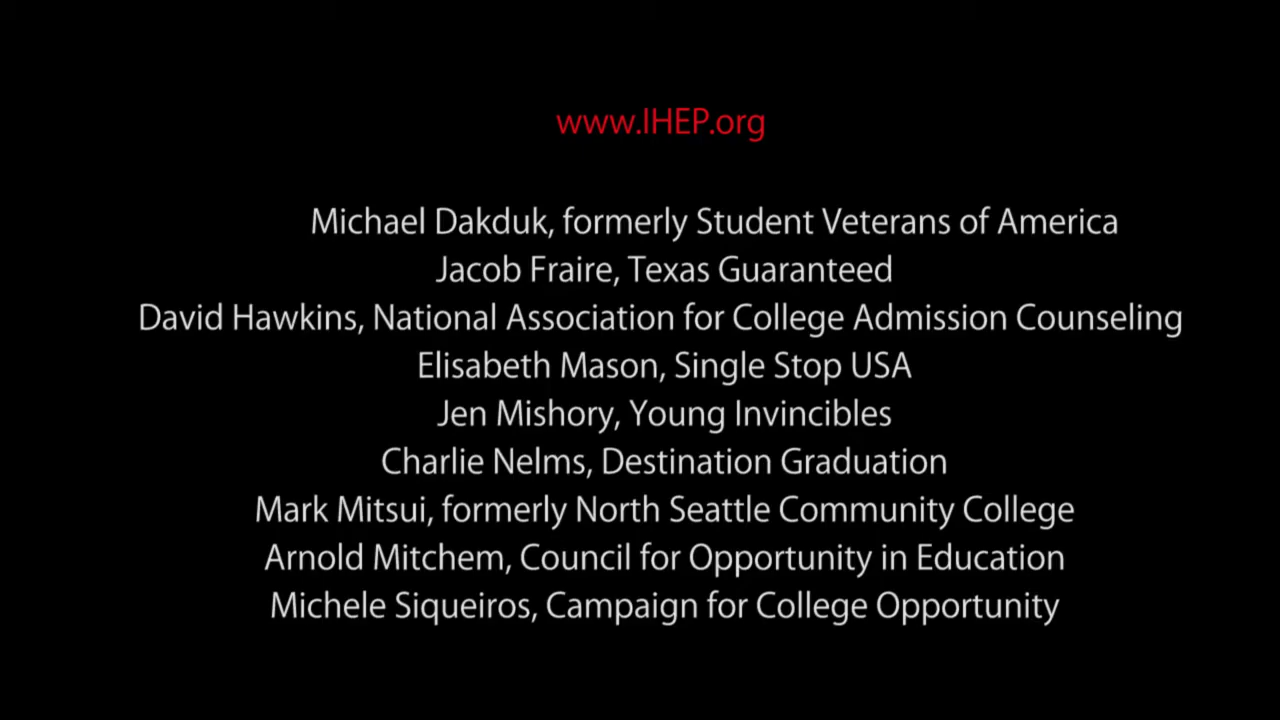 www.IHEP.org
Michael Dakduk, formerly Student Veterans of America
Jacob Fraire, Texas Guaranteed
David Hawkins, National Association for College Admission Counseling
Elisabeth Mason, Single Stop USA
Jen Mishory, Young Invincibles
Charlie Nelms, Destination Graduation
Mark Mitsui, formerly North Seattle Community College
Arnold Mitchem, Council for Opportunity in Education
Michele Siqueiros, Campaign for College Opportunity